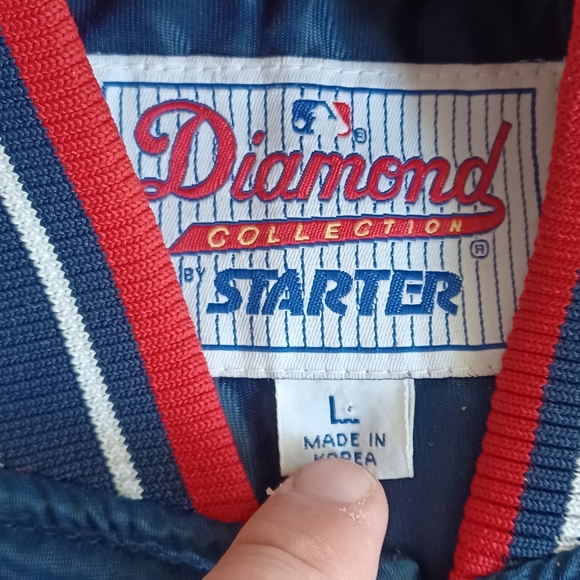 Diamond ®
COLLECTION ®
BY STARTER
L
MADE IN
KOREA